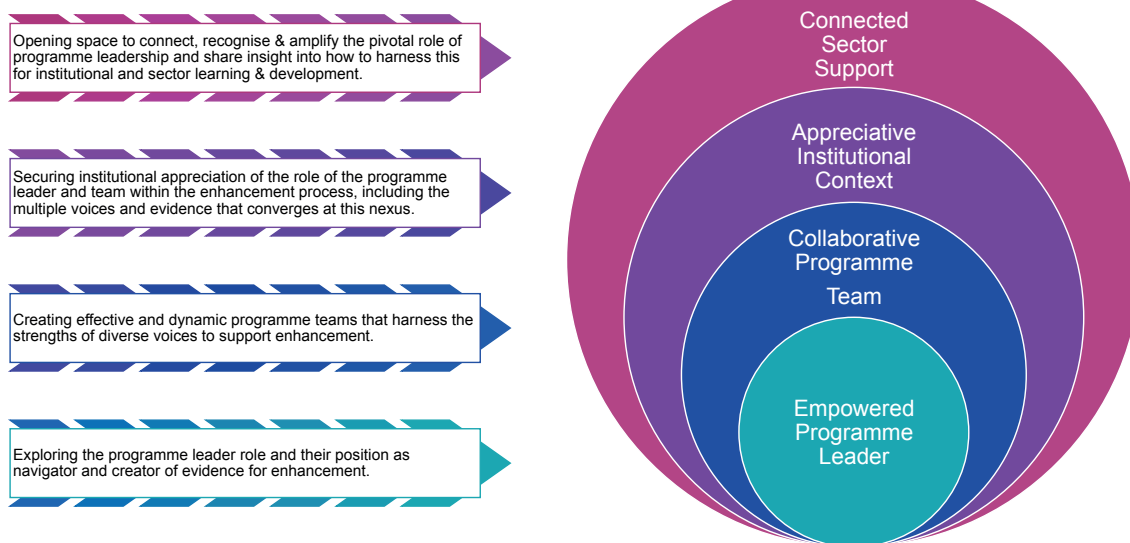 Opening space to connect, recognise & amplify the pivotal role of
programme leadership and share insight into how to harness this
for institutional and sector learning & development.
Securing institutional appreciation of the role of the programme
leader and team within the enhancement process, including the
multiple voices and evidence that converges at this nexus.
Creating effective and dynamic programme teams that harness the
strengths of diverse voices to support enhancement.
Exploring the programme leader role and their position as
navigator and creator of evidence for enhancement.
Connected
Sector
Support
Appreciative
Institutional
Context
Collaborative
Programme
Team
Empowered
Programme
Leader